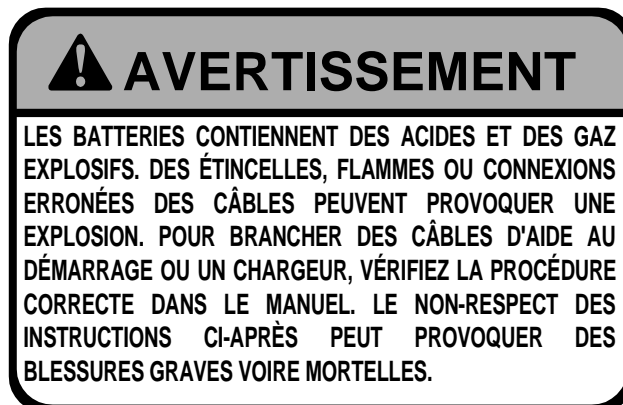 AVERTISSEMENT
LES BATTERIES CONTIENNENT DES ACIDES ET DES GAZ
EXPLOSIFS. DES ÉTINCELLES, FLAMMES OU CONNEXIONS
ERRONÉES DES CÂBLES PEUVENT PROVOQUER UNE
EXPLOSION. POUR BRANCHER DES CÂBLES D'AIDE AU
DÉMARRAGE OU UN CHARGEUR, VÉRIFIEZ LA PROCÉDURE
CORRECTE DANS LE MANUEL. LE NON-RESPECT DES
INSTRUCTIONS CI-APRÈS PEUT PROVOQUER DES
BLESSURES GRAVES VOIRE MORTELLES.